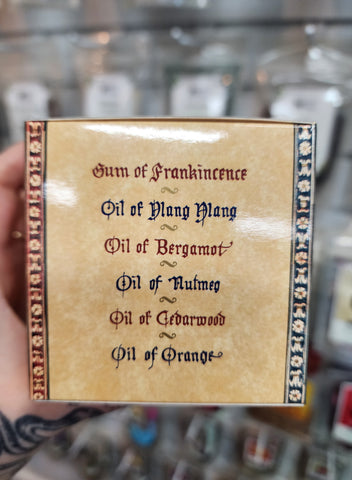 Gum of Frankincence
Oil of Ylang Ylang
Oil of Bergamot
Oil of Nutmeg
Oil of Cedarwood
Oil of Orange